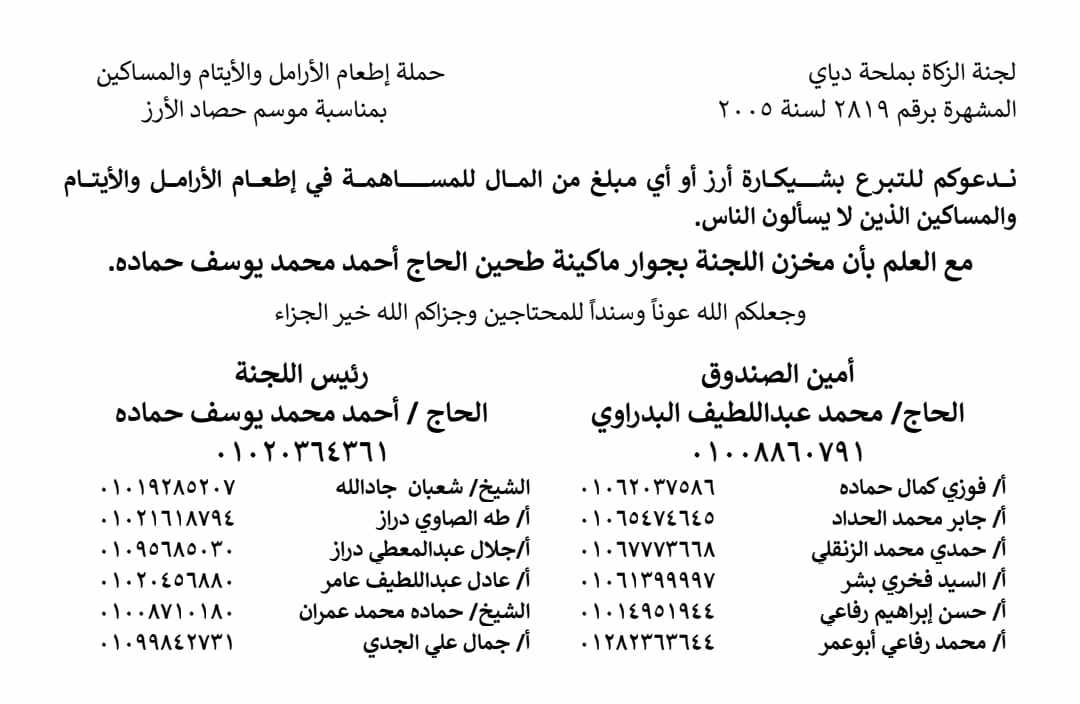 لجنة الزكاة بملحة دياي
المشهرة برقم ٢٨١٩ لسنة ٢٠٠٥
حملة إطعام الأرامل والأيتام والمساكين
بمناسبة موسم حصاد الأرز
ندعوكم للتبرع بشيكارة أرز أو أي مبلغ من المال للمساهمة في إطعام الأرامل والأيتام
والمساكين الذين لا يسألون الناس.
مع العلم بأن مخزن اللجنة بجوار ماكينة طحين الحاج أحمد محمد يوسف حماده.
وجعلكم الله عوناً وسنداً للمحتاجين وجزاكم الله خير الجزاء
أمين الصندوق
الحاج/ محمد عبداللطيف البدراوي
٠١٠٠٨٨٦٠٧٩١
رئيس اللجنة
الحاج / أحمد محمد يوسف حماده
٠١٠٢٠٣٦٤٣٦١
أ/ فوزي كمال حماده ٠١٠٦٢٠٣٧٥٨٦
أ/ جابر محمد الحداد ٠١٠٦٥٤٧٤٦٤٥
أ/ حمدي محمد الزنقلي ٠١٠٦٧٧٧٣٦٦٨
أ/ السيد فخري بشر ٠١٠٦١٣٩٩٩٩٧
أ/ حسن إبراهيم رفاعي ٠١٠١٤٩٥١٩٤٤
أ/ محمد رفاعي أبوعمر ٠١٢٨٢٣٦٣٦٤٤
الشيخ/ شعبان جادالله ٠١٠١٩٢٨٥٢٠٧
أ/ طه الصاوي دراز ٠١٠٢١٦١٨٧٩٤
أ/جلال عبدالمعطي دراز ٠١٠٩٥٦٨٥٠٣٠
أ/ عادل عبداللطيف عامر ٠١٠٢٠٤٥٦٨٨٠
الشيخ/ حماده محمد عمران ٠١٠٠٨٧١٠١٨٠
أ/ جمال علي الجدي ٠١٠٩٩٨٤٢٧٣١